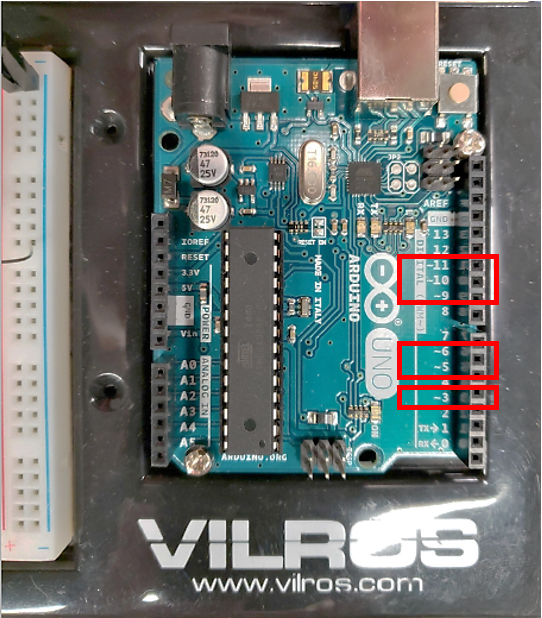 RESET
73120
47
25V
73120
47
25V
T16
JP2
AREF
GND
13
12
~11
~10
~9
8
7
~6
~5
4
~3
2
TX→1
RX←0
DIGITAL (PWM~)
RX
TX
RESET EN
MADE IN ITALY
ARDUINO
UNO
ON
IOREF
RESET
3.3V
5V
GND
Vin
POWER
A0
A1
A2
A3
A4
A5
ANALOG IN
ARDUINO.ORG
VILROS
www.vilros.com